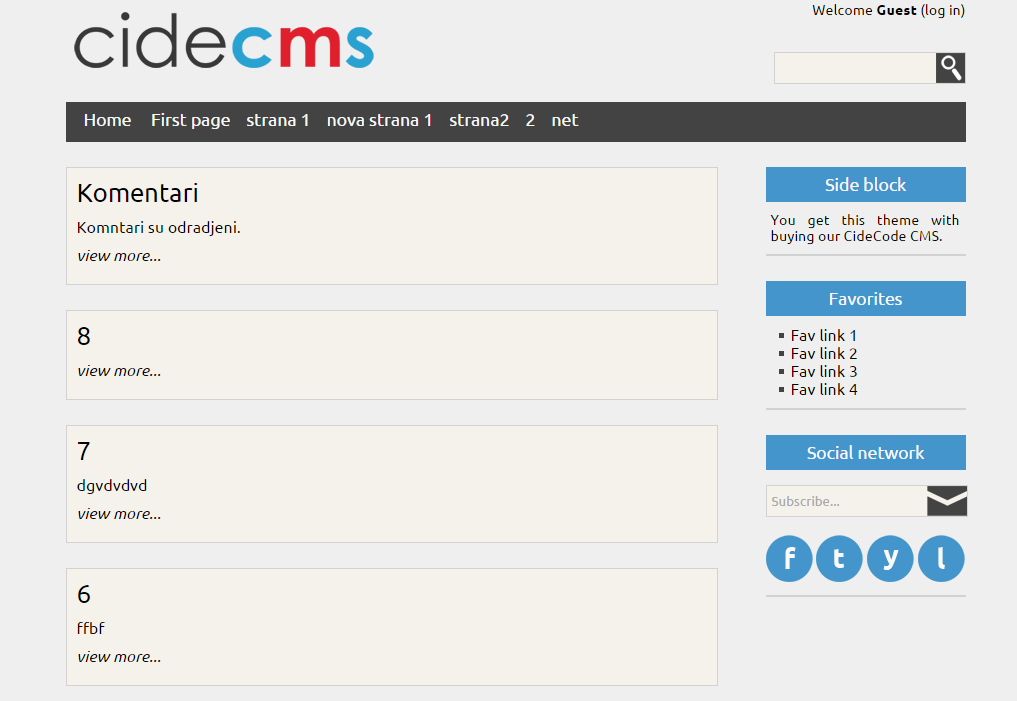 Welcome Guest (log in)
cidecms
Home First page strana 1 nova strana 1 strana2 2 net
Komentari
Komntari su odradjeni.
view more...
8
view more...
7
dgvdvdvd
view more...
6
ffbf
view more...
Side block
You get this theme with
buying our CideCode CMS.
Favorites
Fav link 1
Fav link 2
Fav link 3
Fav link 4
Social network
Subscribe...
f t y l